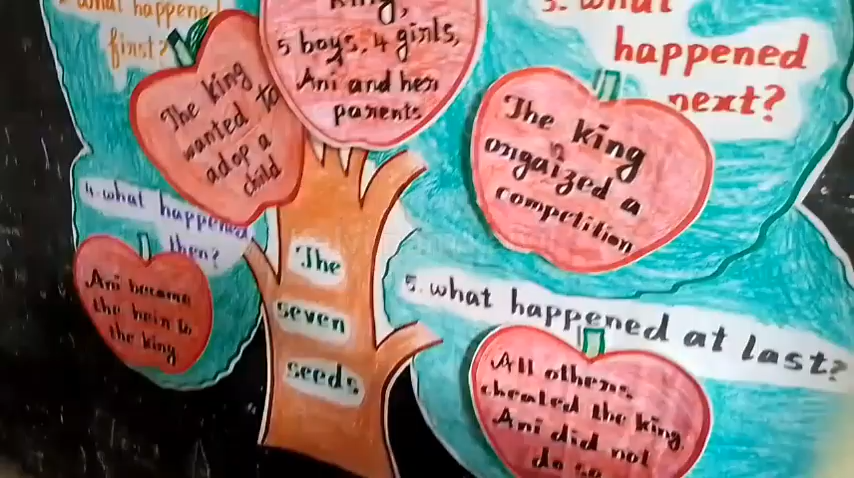 what happened
first?
The king
wanted to
adop a
child
king,
5 boys, 4 girls,
Ani and her
parents
3. what
happened
next?
The king
orgaized a
n
competition
4. what happened
then?
Ani became
the heir to
the king
The
seven
seeds
5. what happened at last?
All others
cheated the king.
Ani did not
do so